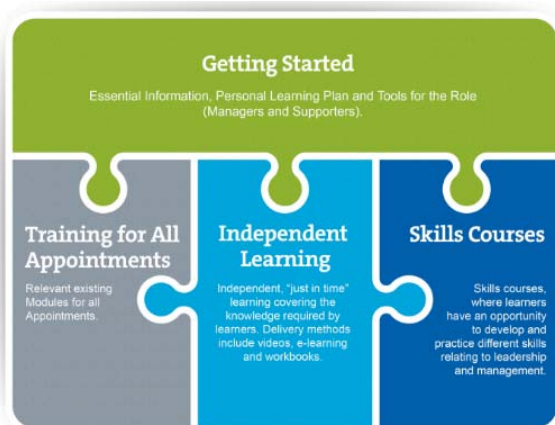 Getting Started
Essential Information, Personal Learning Plan and Tools for the Role
(Managers and Supporters).
Training for All
Appointments
Relevant existing
Modules for all
Appointments.
Independent
Learning
Independent, "just in time"
learning covering the
knowledge required by
learners. Delivery methods
include videos, e-learning
and workbooks.
Skills Courses
Skills courses,
where learners
have an opportunity
to develop and
practice different skills
relating to leadership
and management.